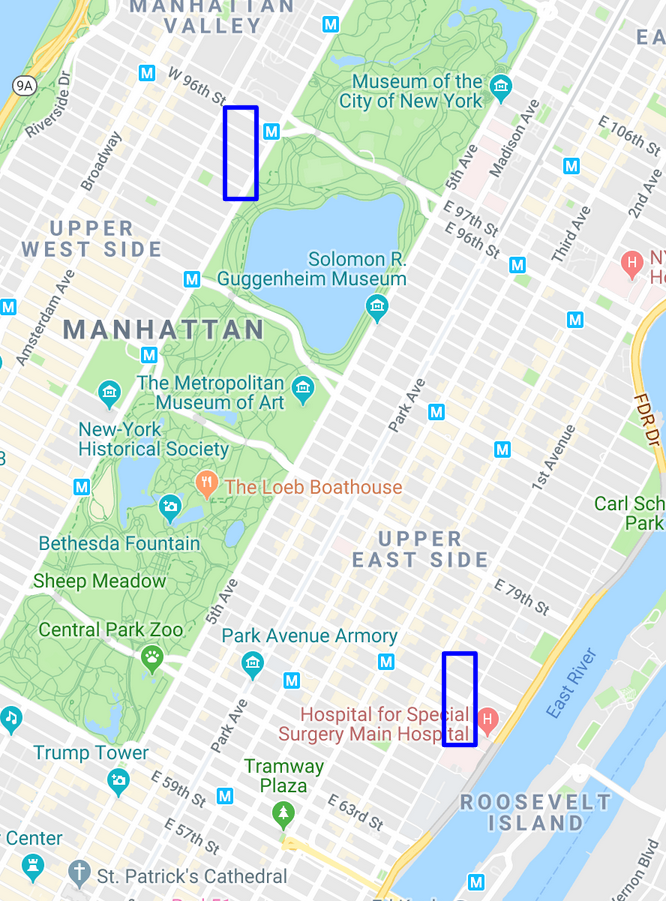 MANHATTAN
VALLEY
EA
9A
M
M
W 96th St
Museum of the
City of New York
Riverside Dr
M
Madison Ave
E 106th St
Broadway
5th Ave
M
2nd Ave
E 97th St
E 96th St
UPPER
WEST SIDE
Third Ave
Solomon R.
Guggenheim Museum
M
H
NY
He
M
M
Amsterdam Ave
MANHATTAN
M
M
The Metropolitan
Museum of Art
Park Ave
M
FDR Dr
New-York
Historical Society
3
M
1st Avenue
M
The Loeb Boathouse
Carl Sch
Park
Bethesda Fountain
UPPER
EAST SIDE
Sheep Meadow
5th Ave
E 79th St
Central Park Zoo
Park Avenue Armory
M
M
East River
Park Ave
Hospital for Special
Surgery Main Hospital
H
Trump Tower
Tramway
Plaza
E 59th St
M
E 63rd St
ROOSEVELT
ISLAND
Center
E 57th St
St. Patrick's Cathedral
M
Vernon Blvd